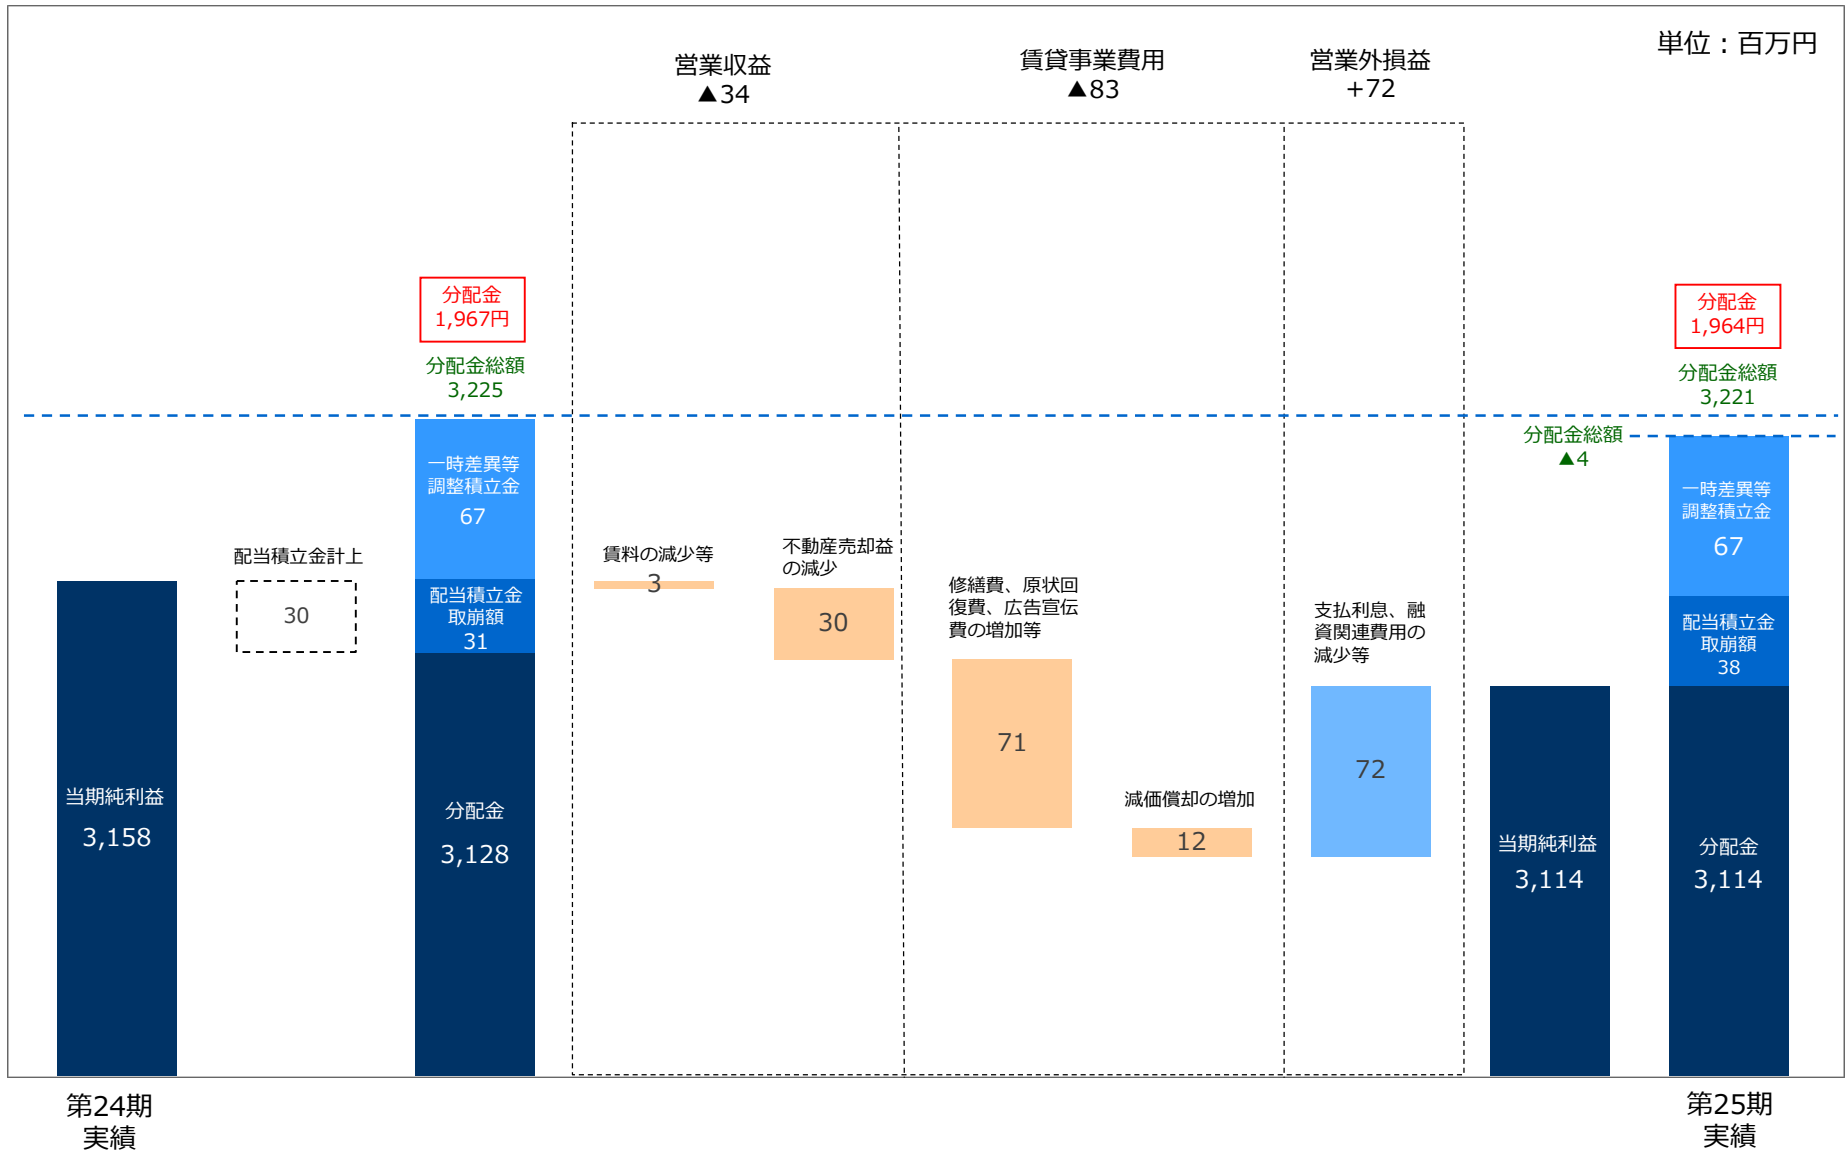 単位：百万円
営業収益
▲34
賃貸事業費用
▲83
営業外損益
+72
分配金
1,967円
分配金総額
3,225
分配金
1,964円
分配金総額
3,221
分配金総額
▲4
当期純利益
3,158
配当積立金計上
30
一時差異等
調整積立金
67
配当積立金
取崩額
31
分配金
3,128
賃料の減少等
3
不動産売却益
の減少
30
修繕費、原状回
復費、広告宣伝
費の増加等
71
減価償却の増加
12
支払利息、融
資関連費用の
減少等
72
当期純利益
3,114
一時差異等
調整積立金
67
配当積立金
取崩額
38
分配金
3,114
第24期
実績
第25期
実績